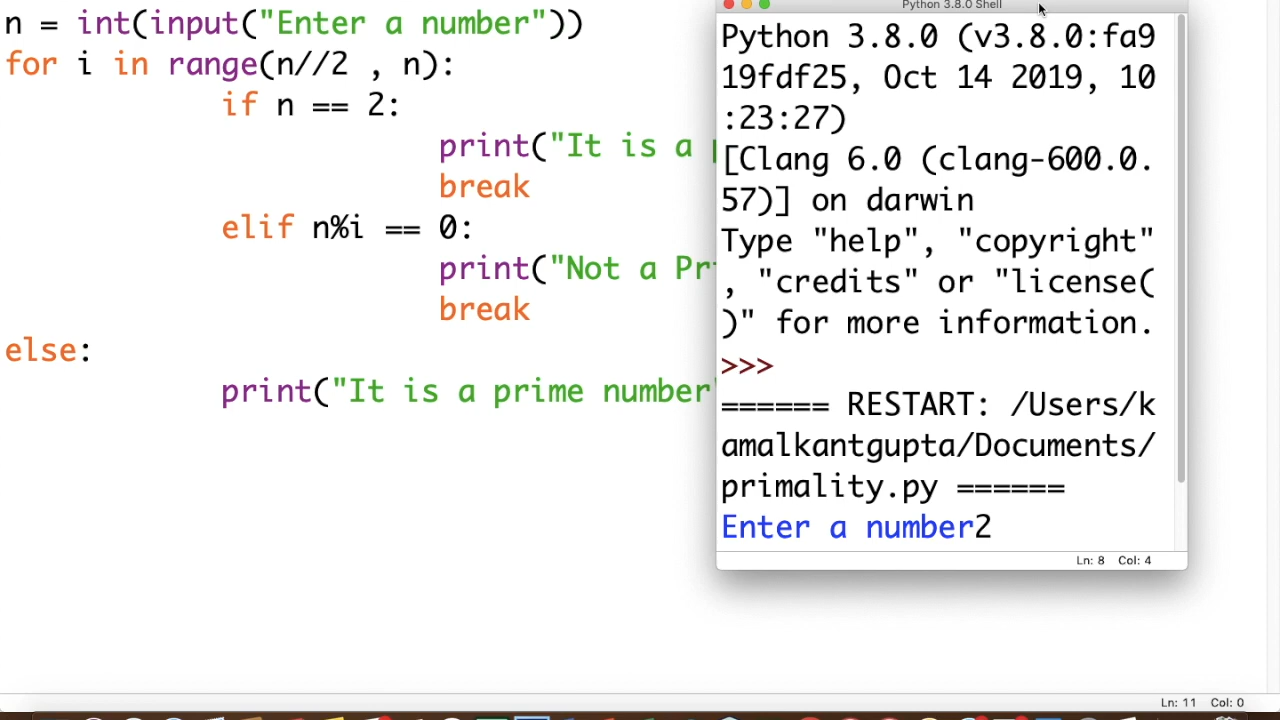 n = int(input("Enter a number"))
for i in range(n//2 , n):
if n == 2:
print("It is a
break
elif n%i == 0:
print("Not a Pr
break
else:
print("It is a prime number
Python 3.8.0 Shell
Python 3.8.0 (v3.8.0:fa9
19fdf25, Oct 14 2019, 10
:23:27)
[Clang 6.0 (clang-600.0.
57)] on darwin
Type "help", "copyright"
, "credits" or "license(
)" for more information.
>>>
====== RESTART: /Users/k
amalkantgupta/Documents/
primality.py ======
Enter a number2
Ln: 8 Col: 4
Ln: 11 Col: 0